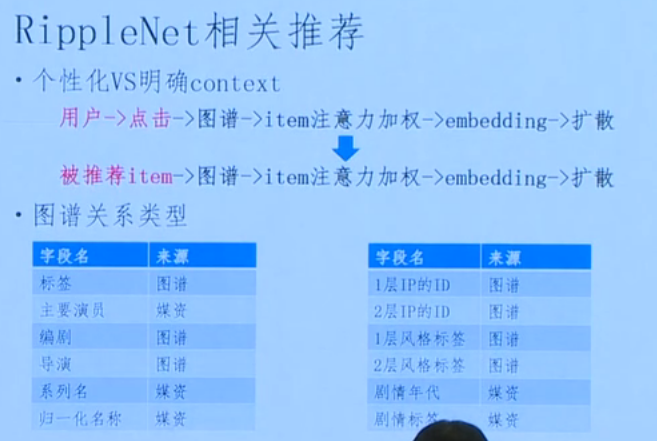 RippleNet相关推荐
• 个性化VS明确context
用户->点击->图谱->item注意力加权->embedding->扩散
被推荐item->图谱->item注意力加权->embedding->扩散
• 图谱关系类型
字段名 来源
标签 图谱
主要演员 媒资
编剧 图谱
导演 图谱
系列名 媒资
归一化名称 媒资
字段名 来源
1层IP的ID 图谱
2层IP的ID 图谱
1层风格标签 图谱
2层风格标签 图谱
剧情年代 媒资
剧情标签 媒资